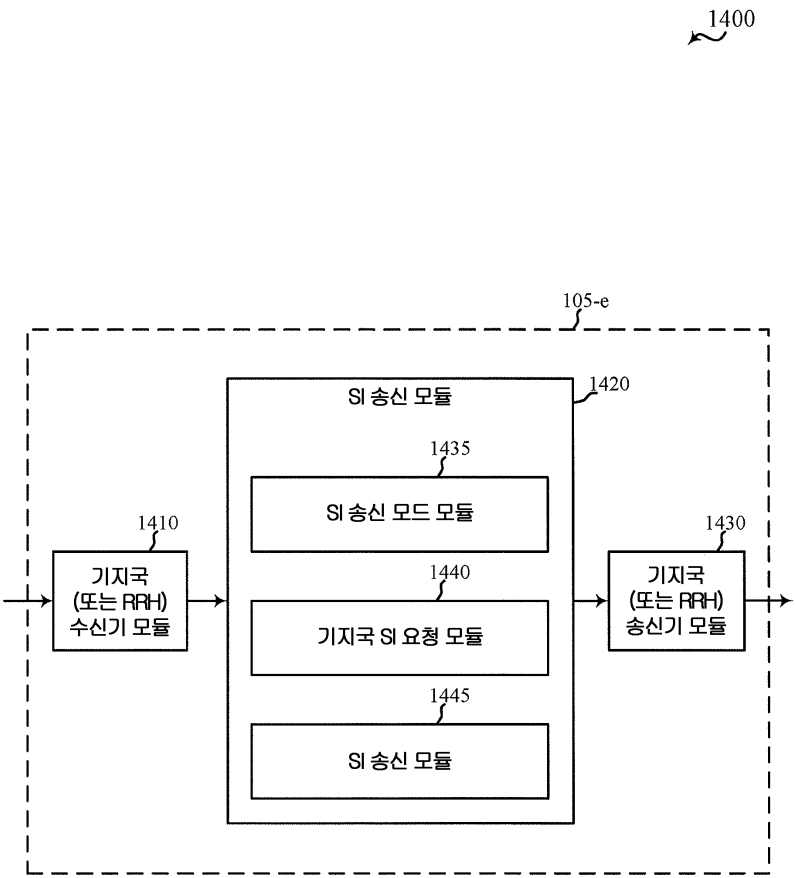 1400
105-e
1420
SI 송신 모듈
1435
SI 송신 모드 모듈
1410
기지국
(또는 RRH)
수신기 모듈
1440
기지국 SI 요청 모듈
1430
기지국
(또는 RRH)
송신기 모듈
1445
SI 송신 모듈